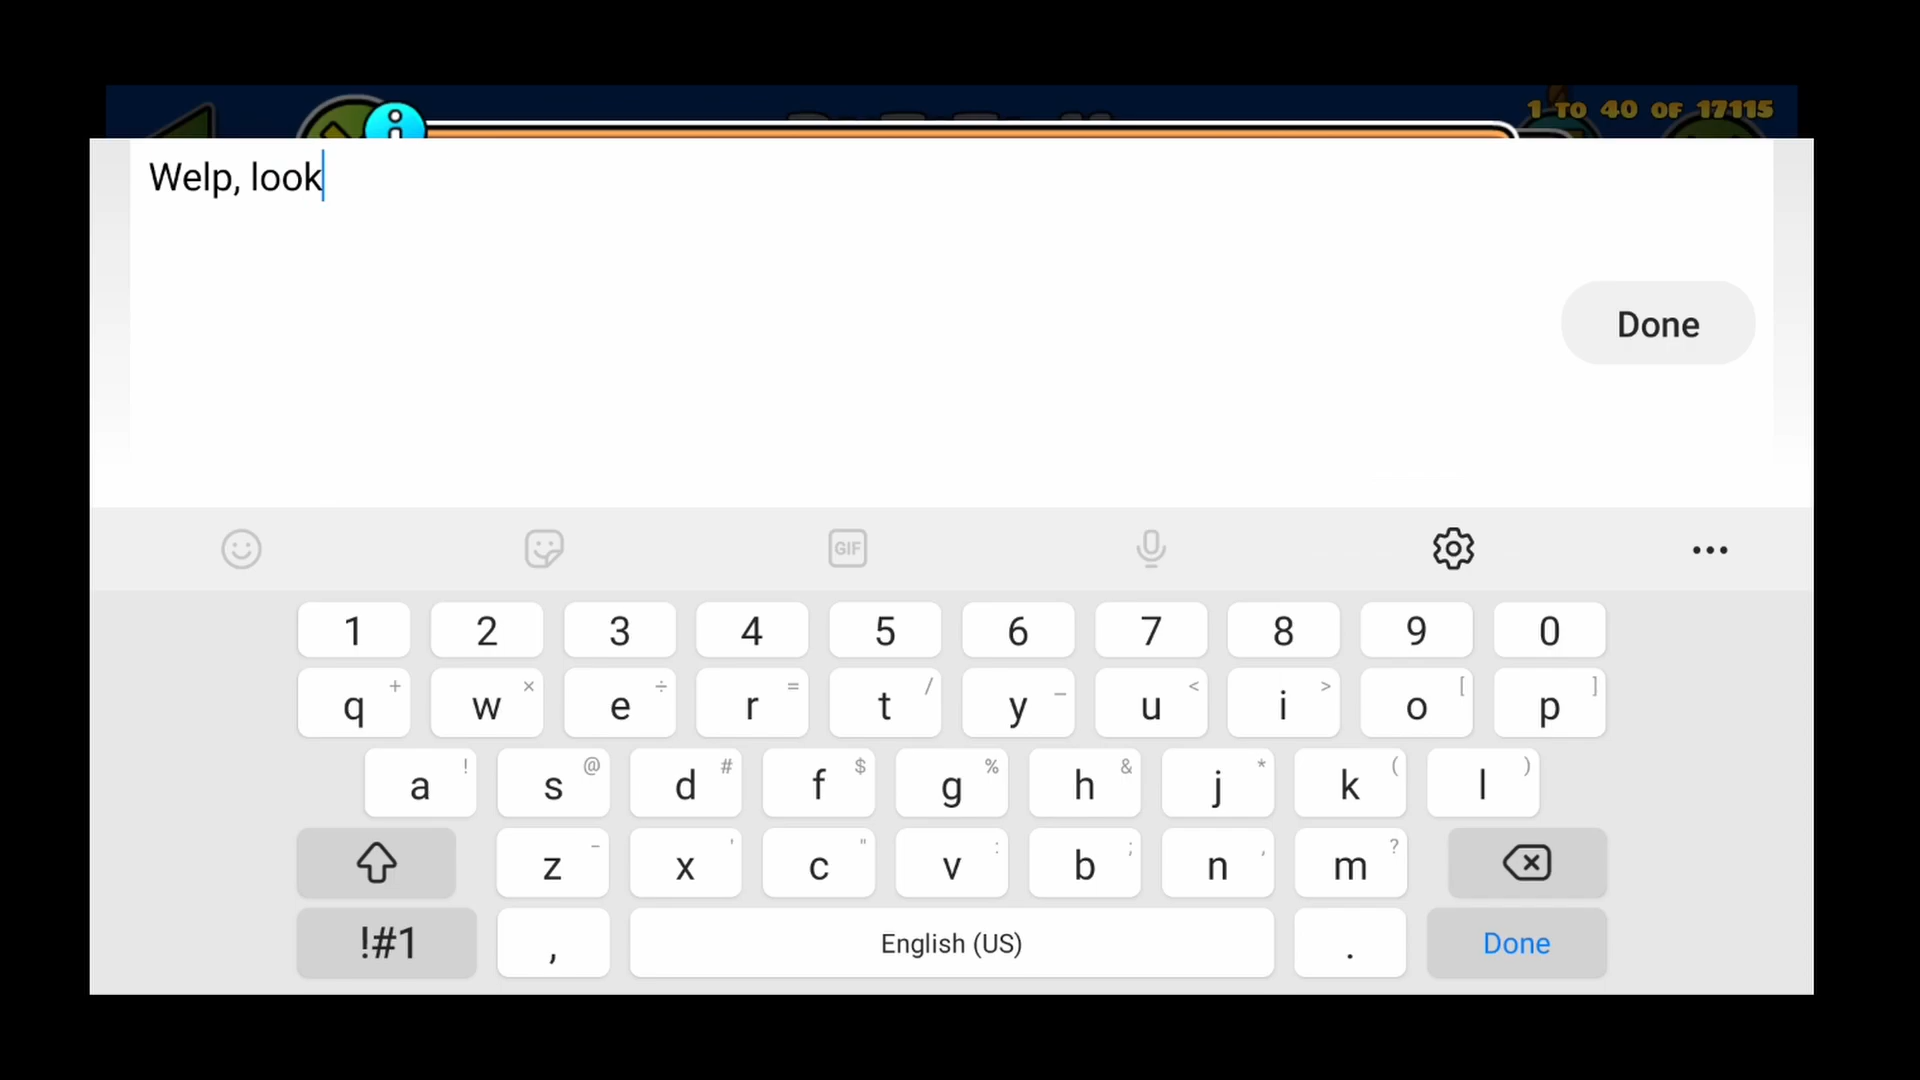 1 TO 40 OF 17115
Welp, look
Done
GIF
1 2 3 4 5 6 7 8 9 0
+ × ÷ = / _ < > [ ]
q w e r t y u i o p
! @ # $ % & * ( )
a s d f g h j k l
- ' " : ; , ?
z x c v b n m
!#1 , English (US) . Done